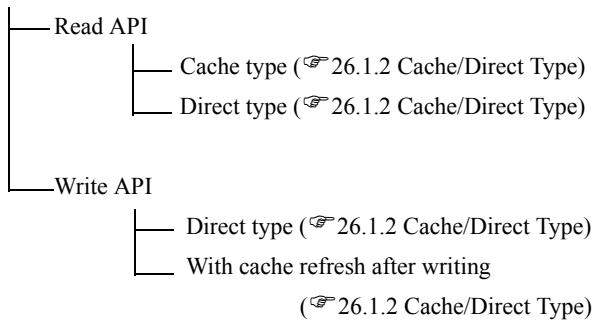 Read API
Cache type (☞26.1.2 Cache/Direct Type)
Direct type (☞26.1.2 Cache/Direct Type)
Write API
Direct type (☞26.1.2 Cache/Direct Type)
With cache refresh after writing
(☞26.1.2 Cache/Direct Type)